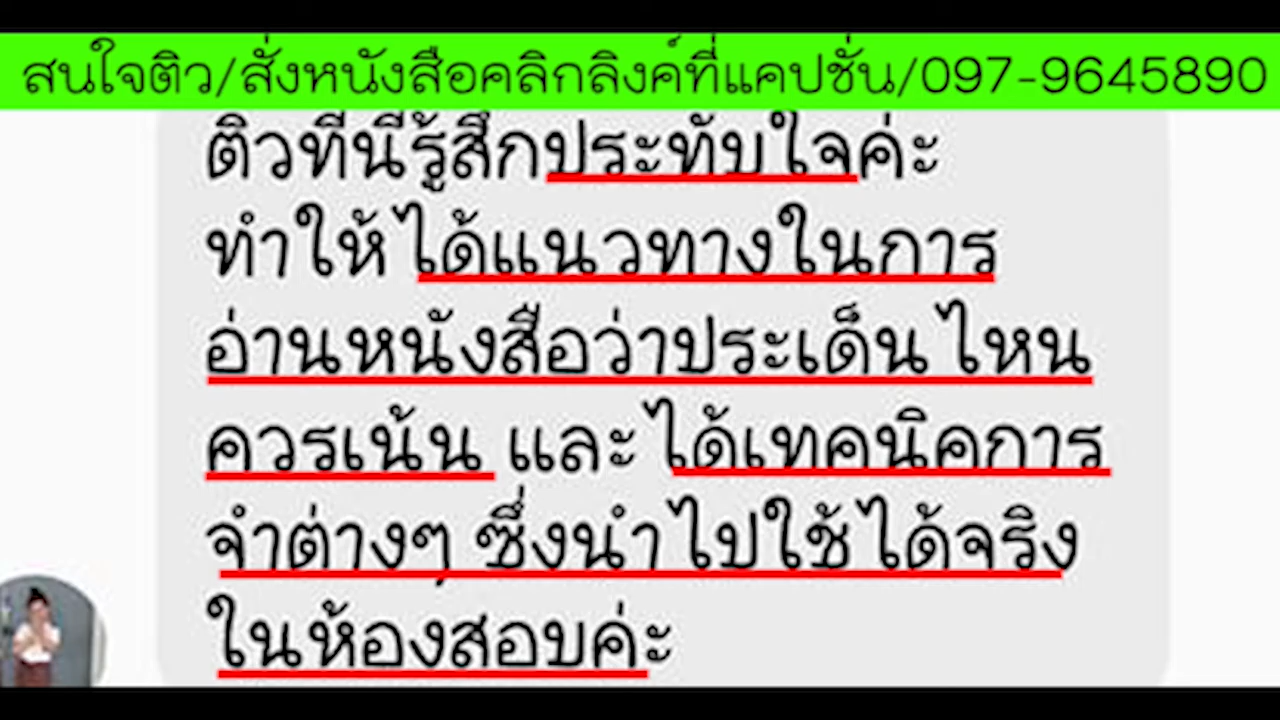 สนใจติว/สั่งหนังสือคลิกลิงค์ที่แคปชั่น/097-9645890
ติวที่นี่รู้สึกประทับใจค่ะ
ทำให้ได้แนวทางในการ
อ่านหนังสือว่าประเด็นไหน
ควรเน้น และ ได้เทคนิคการ
จำต่างๆ ซึ่งนำไปใช้ได้จริง
ในห้องสอบค่ะ